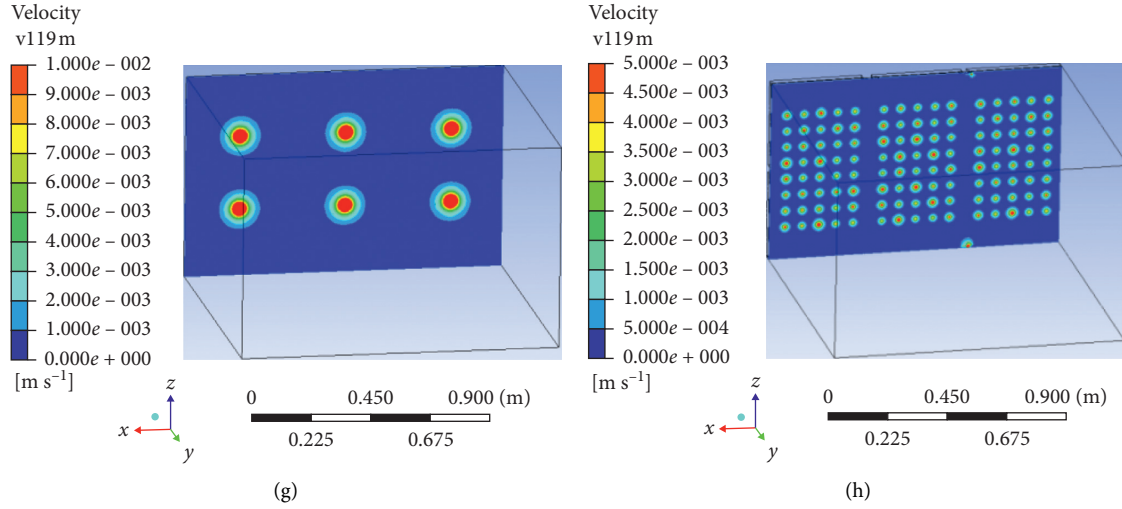 Velocity
v119 m
1.000e – 002
9.000e – 003
8.000e – 003
7.000e – 003
6.000e – 003
5.000e – 003
4.000e – 003
3.000e – 003
2.000e – 003
1.000e – 003
0.000e + 000
[m s⁻¹]
z
x
y
0 0.450 0.900 (m)
0.225 0.675
(g)
Velocity
v119 m
5.000e – 003
4.500e – 003
4.000e – 003
3.500e – 003
3.000e – 003
2.500e – 003
2.000e – 003
1.500e – 003
1.000e – 003
5.000e – 004
0.000e + 000
[m s⁻¹]
z
x
y
0 0.450 0.900 (m)
0.225 0.675
(h)